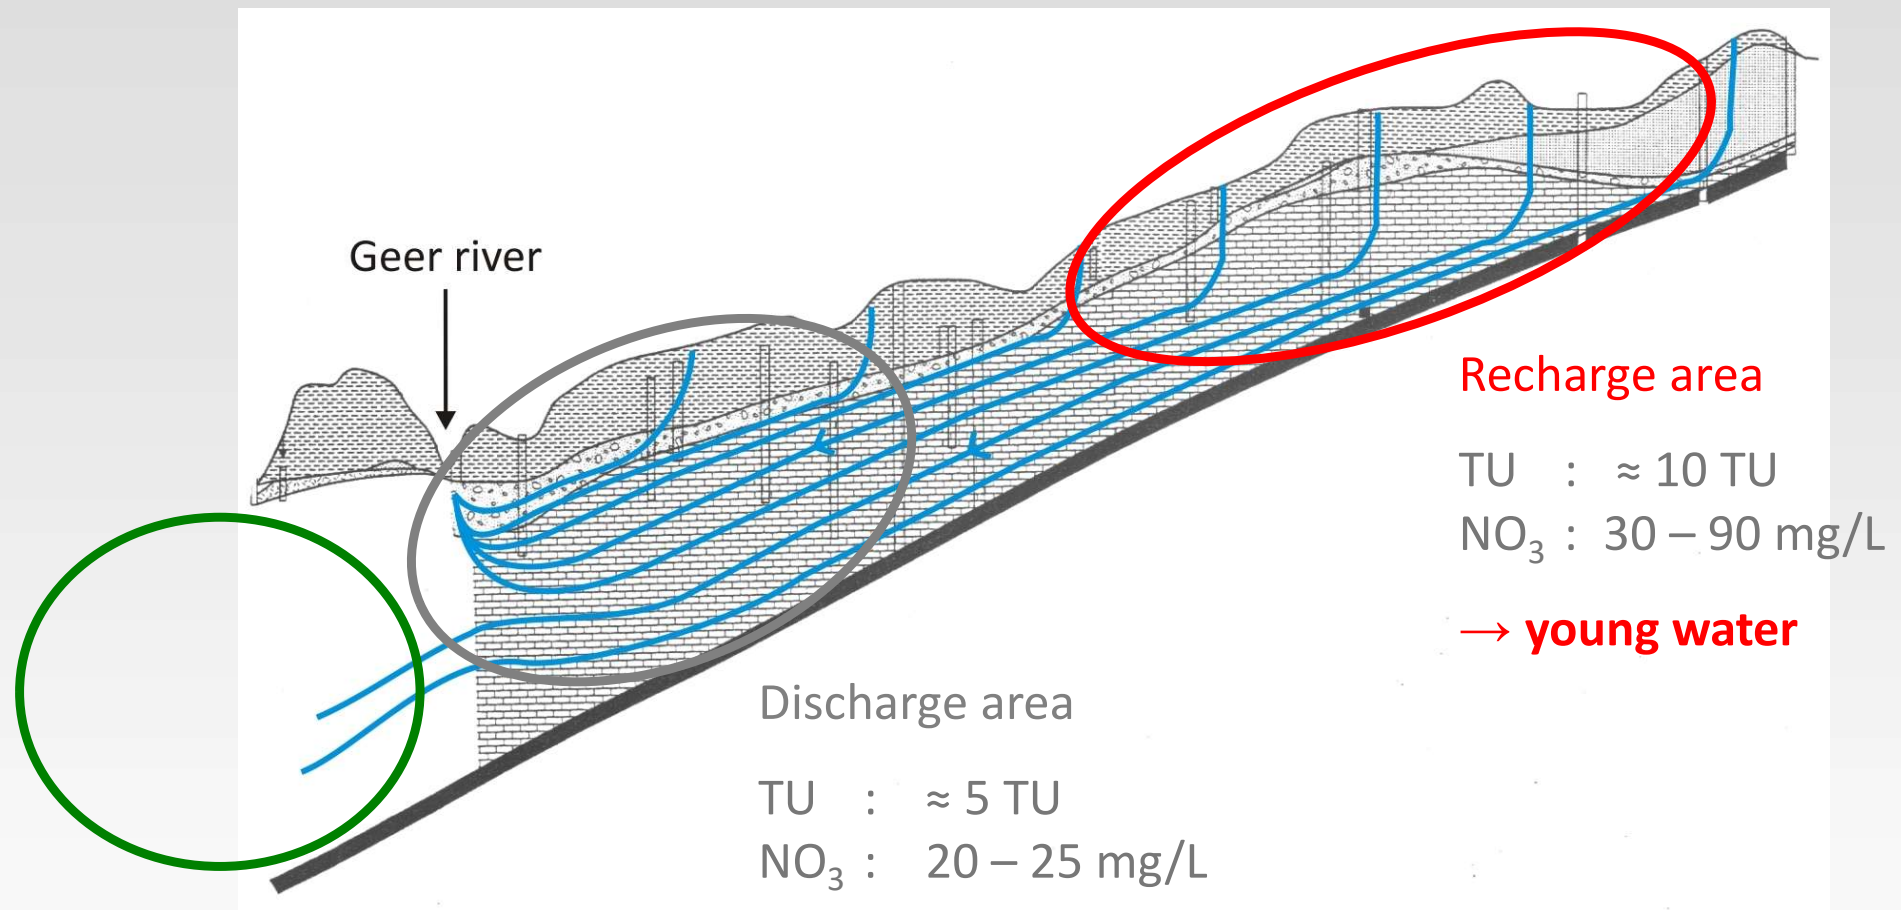 Geer river
Recharge area
TU : ≈ 10 TU
NO₃ : 30 – 90 mg/L
→ young water
Discharge area
TU : ≈ 5 TU
NO₃ : 20 – 25 mg/L